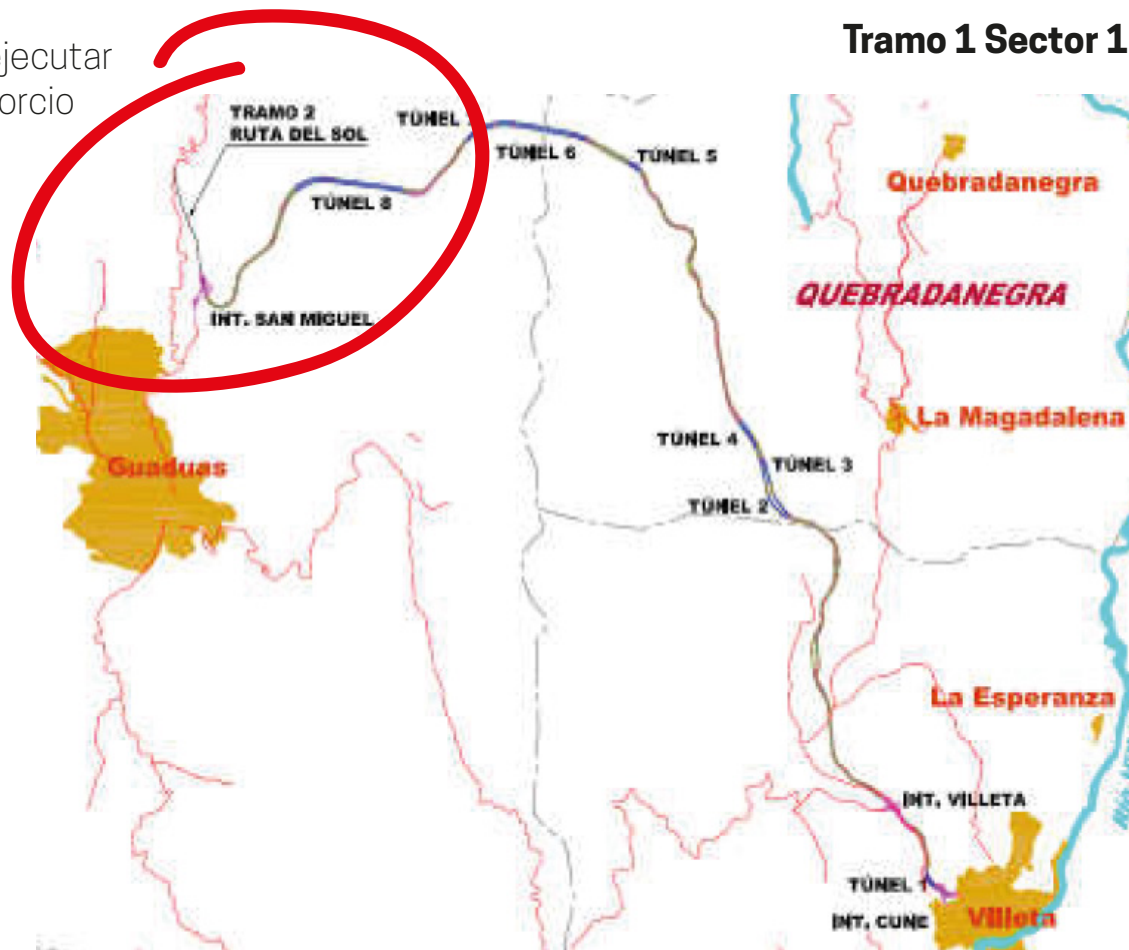 ejecutar
orcio
Tramo 1 Sector 1
TRAMO 2
RUTA DEL SOL
TÚNEL
TÚNEL 6
TÚNEL 5
TÚNEL 8
Quebradanegra
QUEBRADANEGRA
INT. SAN MIGUEL
La Magadalena
TÚNEL 4
TÚNEL 3
Guaduas
TÚNEL 2
La Esperanza
INT. VILLETA
TÚNEL 1
INT. CUNE
Villeta